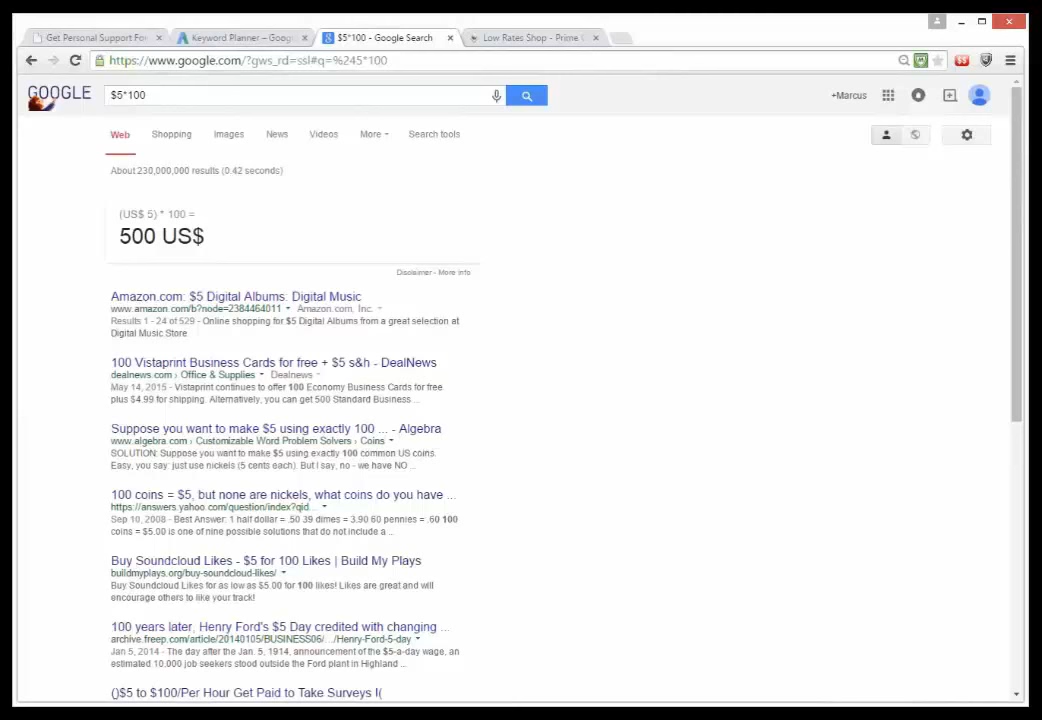 Get Personal Support For
Keyword Planner – Goog
$5*100 - Google Search
Low Rates Shop - Prime
https://www.google.com/?gws_rd=ssl#q=%245*100
GOOGLE
$5*100
+Marcus
Web
Shopping
Images
News
Videos
More
Search tools
About 230,000,000 results (0.42 seconds)
(US$ 5) * 100 =
500 US$
Disclaimer - More info
Amazon.com: $5 Digital Albums: Digital Music
www.amazon.com/b?node=2384464011 Amazon.com, Inc.
Results 1 - 24 of 529 - Online shopping for $5 Digital Albums from a great selection at
Digital Music Store
100 Vistaprint Business Cards for free + $5 s&h - DealNews
dealnews.com › Office & Supplies Dealnews
May 14, 2015 - Vistaprint continues to offer 100 Economy Business Cards for free
plus $4.99 for shipping. Alternatively, you can get 500 Standard Business ...
Suppose you want to make $5 using exactly 100 ... - Algebra
www.algebra.com › Customizable Word Problem Solvers › Coins
SOLUTION: Suppose you want to make $5 using exactly 100 common US coins.
Easy, you say: just use nickels (5 cents each). But I say, no - we have NO ...
100 coins = $5, but none are nickels, what coins do you have ...
https://answers.yahoo.com/question/index?qid...
Sep 10, 2008 - Best Answer: 1 half dollar = .50 39 dimes = 3.90 60 pennies = .60 100
coins = $5.00 is one of nine possible solutions that do not include a...
Buy Soundcloud Likes - $5 for 100 Likes | Build My Plays
buildmyplays.org/buy-soundcloud-likes/
Buy Soundcloud Likes for as low as $5.00 for 100 likes! Likes are great and will
encourage others to like your track!
100 years later, Henry Ford's $5 Day credited with changing ...
archive.freep.com/article/20140105/BUSINESS06/.../Henry-Ford-5-day
Jan 5, 2014 - The day after the Jan. 5, 1914, announcement of the $5-a-day wage, an
estimated 10,000 job seekers stood outside the Ford plant in Highland ...
()$5 to $100/Per Hour Get Paid to Take Surveys I(